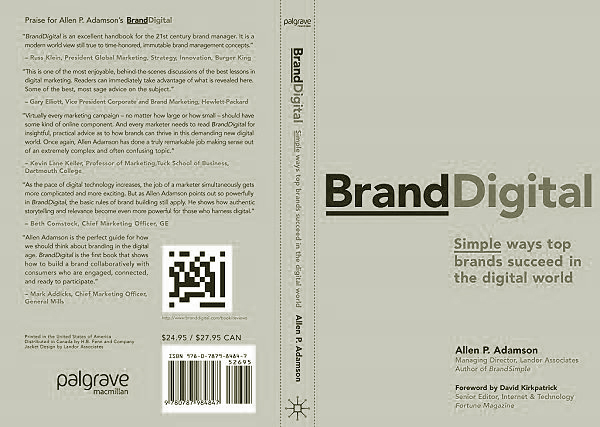 Praise for Allen P. Adamson's BrandDigital
"BrandDigital is an excellent handbook for the 21st century brand manager. It is a
modern world view still true to time-honored, immutable brand management concepts."
– Russ Klein, President Global Marketing, Strategy, Innovation, Burger King
"This is one of the most enjoyable, behind-the-scenes discussions of the best lessons in
digital marketing. Readers can immediately take advantage of what is revealed here.
Some of the best, most sage advice on the subject."
– Gary Elliott, Vice President Corporate and Brand Marketing, Hewlett-Packard
"Virtually every marketing campaign – no matter how large or how small – should have
some kind of online component. And every marketer needs to read BrandDigital for
insightful, practical advice as to how brands can thrive in this demanding new digital
world. Once again, Allen Adamson has done a truly remarkable job making sense out
of an extremely complex and often confusing topic."
– Kevin Lane Keller, Professor of Marketing,Tuck School of Business,
Dartmouth College
"As the pace of digital technology increases, the job of a marketer simultaneously gets
more complicated and more exciting. But as Allen Adamson points out so powerfully
in BrandDigital, the basic rules of brand building still apply. He shows how authentic
storytelling and relevance become even more powerful for those who harness digital."
– Beth Comstock, Chief Marketing Officer, GE
"Allen Adamson is the perfect guide for how
we should think about branding in the digital
age. BrandDigital is the first book that shows
how to build a brand collaboratively with
consumers who are engaged, connected,
and ready to participate."
– Mark Addicks, Chief Marketing Officer,
General Mills
http://www.branddigital.com/book/reviews
Printed in the United States of America
Distributed in Canada by H.B. Fenn and Company
Jacket Design by Landor Associates
palgrave
macmillan
$24.95 / $27.95 CAN
ISBN 978-0-7879-8484-7
52695
9 780787 984847
palgrave
macmillan
BrandDigital
Simple ways top brands succeed in the digital world
Allen P. Adamson
BrandDigital
Simple ways top
brands succeed in
the digital world
Allen P. Adamson
Managing Director, Landor Associates
Author of BrandSimple
Foreword by David Kirkpatrick
Senior Editor, Internet & Technology
Fortune Magazine